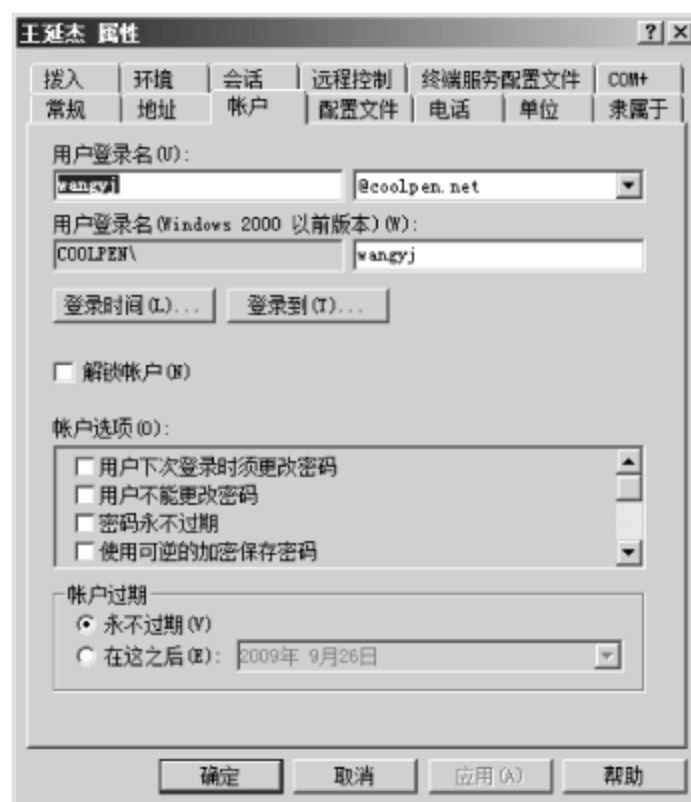 王延杰 属性
拨入 环境 会话 远程控制 终端服务配置文件 COM+
常规 地址 帐户 配置文件 电话 单位 隶属于
用户登录名(U):
wangyj @coolpen.net
用户登录名(Windows 2000 以前版本)(W):
COOLPEN\ wangyj
登录时间(L)... 登录到(T)...
解锁帐户(N)
帐户选项(O):
用户下次登录时须更改密码
用户不能更改密码
密码永不过期
使用可逆的加密保存密码
帐户过期
永不过期(V)
在这之后(E): 2009年 9月26日
确定 取消 应用(A) 帮助